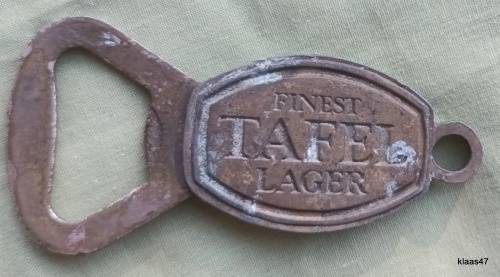 FINEST
TAFEL
LAGER
klaas47